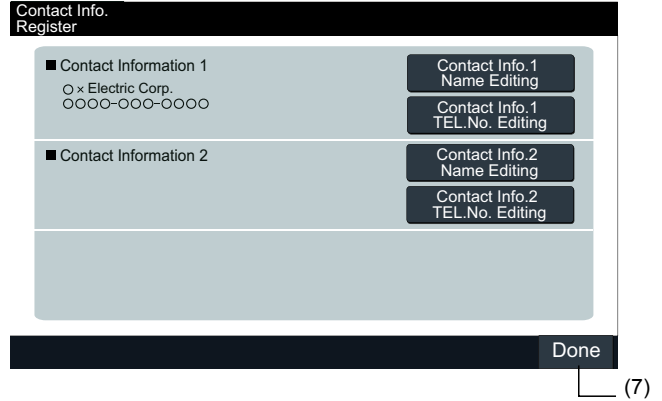 Contact Info.
Register
■ Contact Information 1
○× Electric Corp.
○○○○-○○○-○○○○
Contact Info.1
Name Editing
Contact Info.1
TEL.No. Editing
■ Contact Information 2
Contact Info.2
Name Editing
Contact Info.2
TEL.No. Editing
Done
(7)